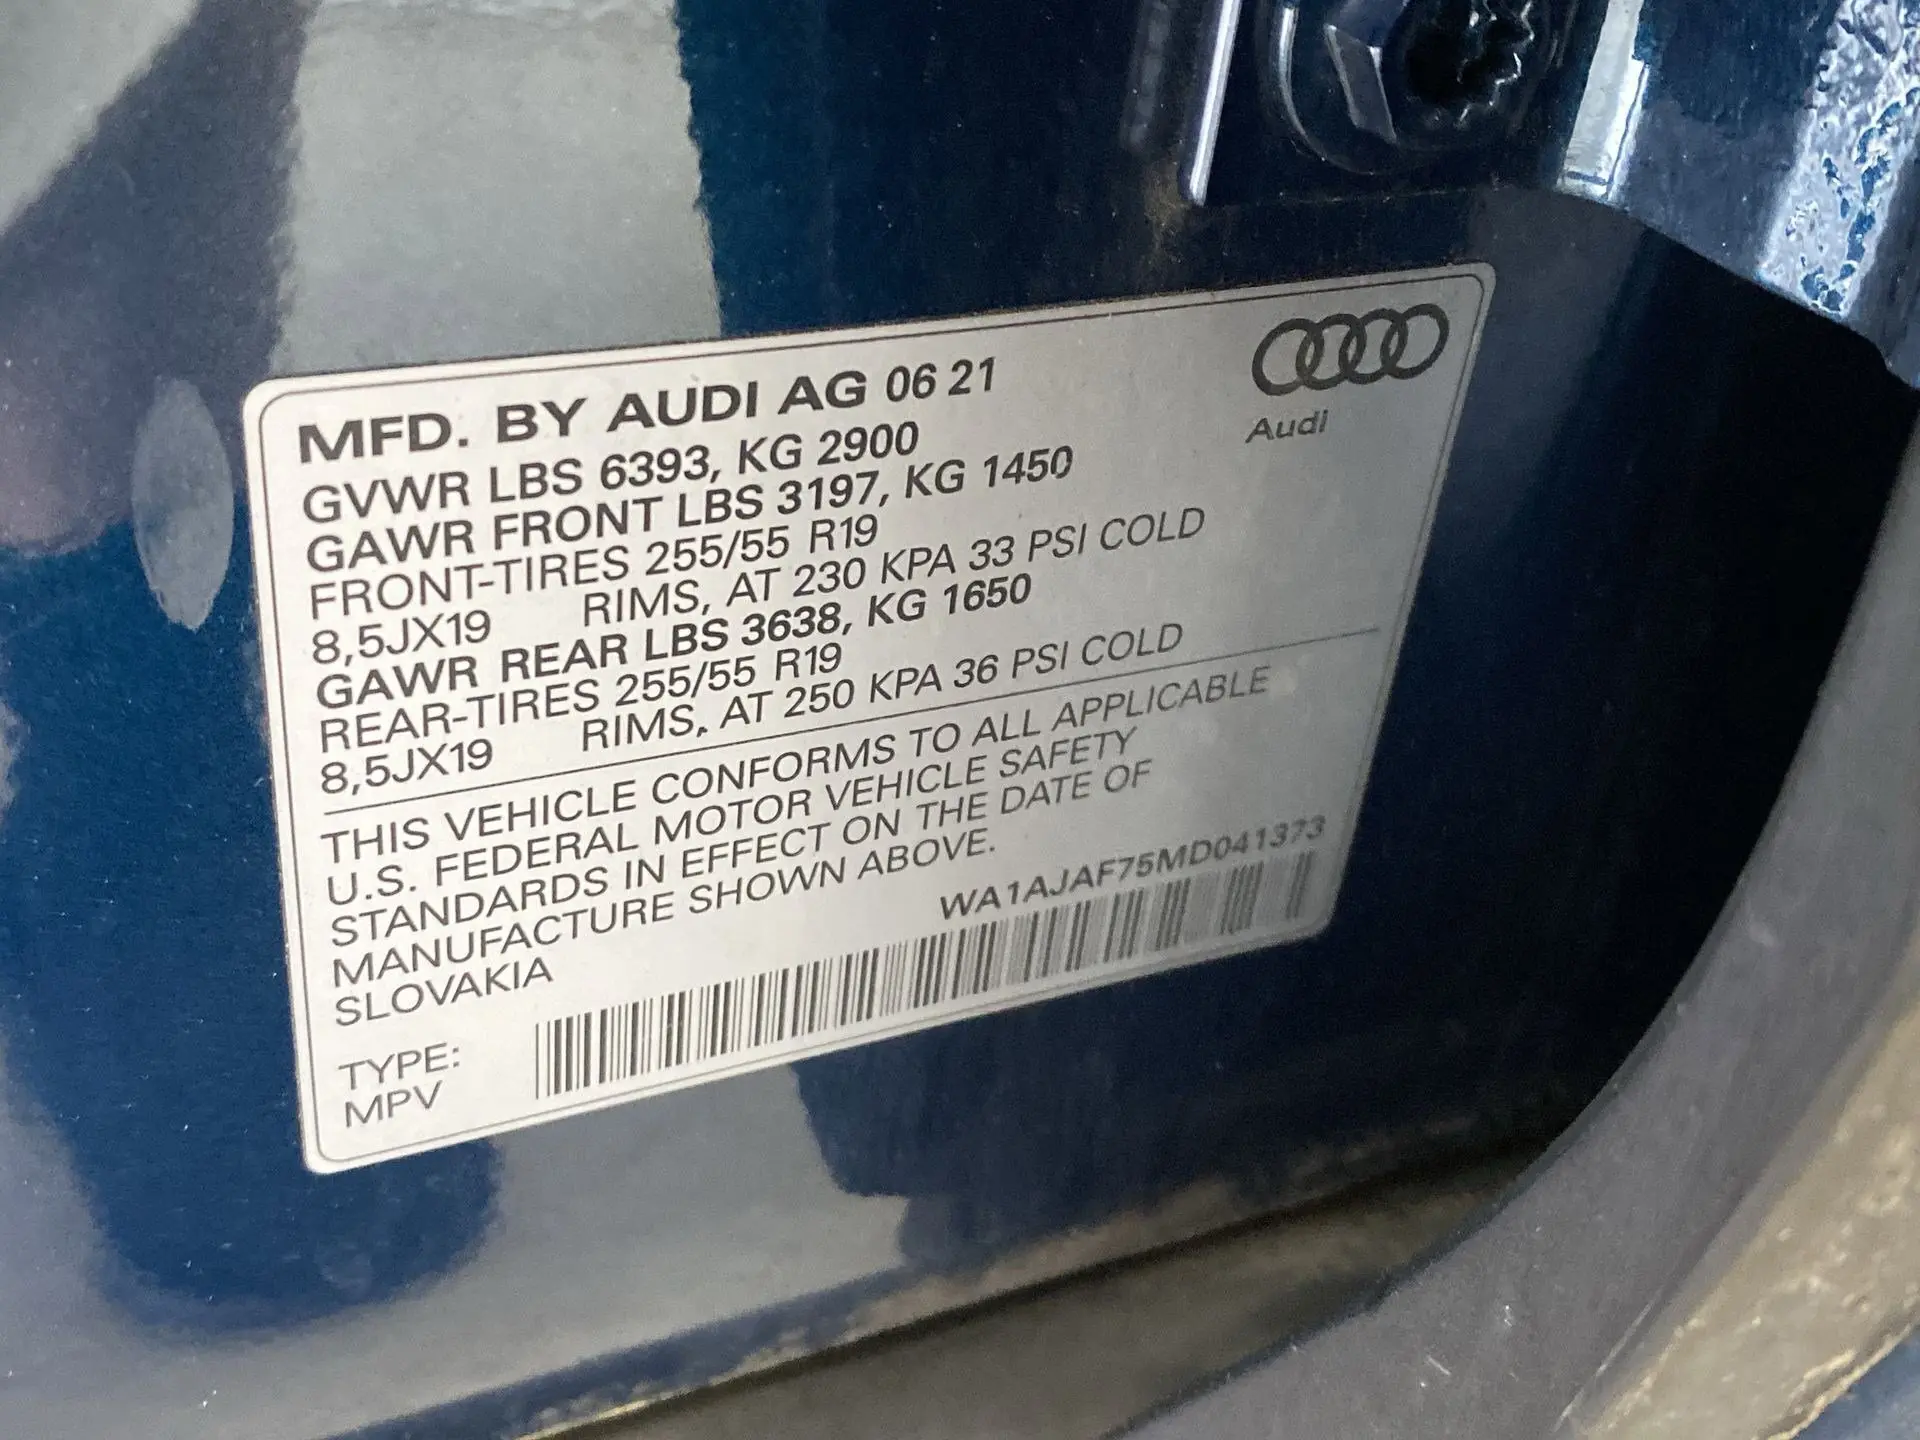 MFD. BY AUDI AG 06 21
Audi
GVWR LBS 6393, KG 2900
GAWR FRONT LBS 3197, KG 1450
FRONT-TIRES 255/55 R19
8,5JX19 RIMS, AT 230 KPA 33 PSI COLD
GAWR REAR LBS 3638, KG 1650
REAR-TIRES 255/55 R19
8,5JX19 RIMS, AT 250 KPA 36 PSI COLD
THIS VEHICLE CONFORMS TO ALL APPLICABLE
U.S. FEDERAL MOTOR VEHICLE SAFETY
STANDARDS IN EFFECT ON THE DATE OF
MANUFACTURE SHOWN ABOVE.
SLOVAKIA
WA1AJAF75MD041373
TYPE:
MPV